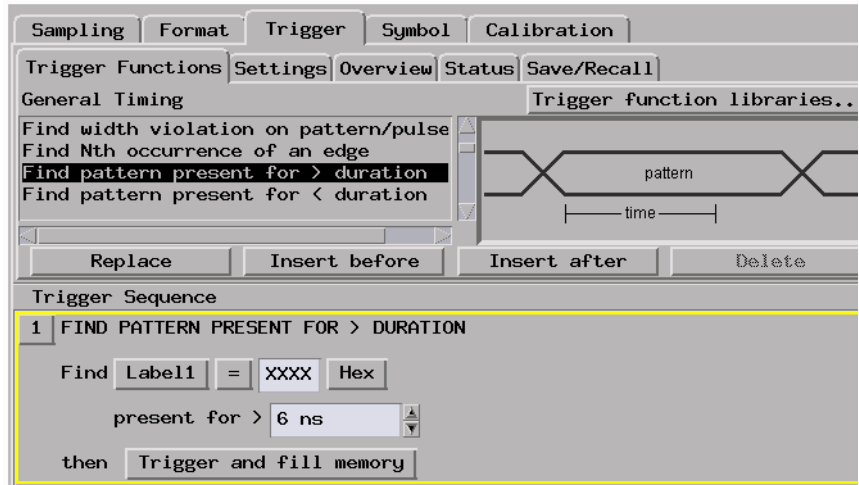 Sampling Format Trigger Symbol Calibration
Trigger Functions Settings Overview Status Save/Recall
General Timing Trigger function libraries..
Find width violation on pattern/pulse
Find Nth occurrence of an edge
Find pattern present for > duration
Find pattern present for < duration
pattern
time
Replace Insert before Insert after Delete
Trigger Sequence
1 FIND PATTERN PRESENT FOR > DURATION
Find Label1 = XXXX Hex
present for > 6 ns
then Trigger and fill memory